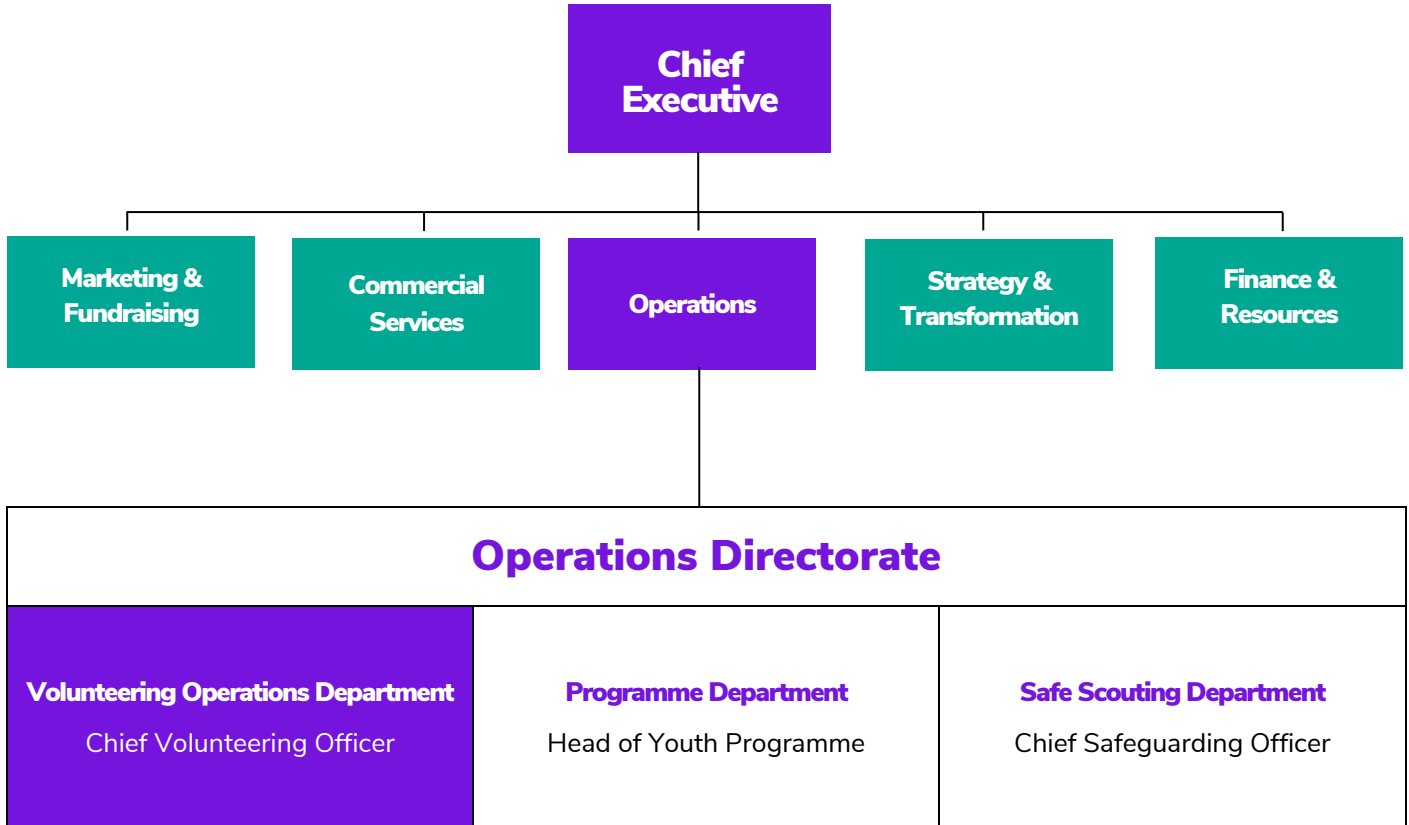 Chief
Executive
Marketing &
Fundraising
Commercial
Services
Operations
Strategy &
Transformation
Finance &
Resources
Operations Directorate
Volunteering Operations Department
Chief Volunteering Officer
Programme Department
Head of Youth Programme
Safe Scouting Department
Chief Safeguarding Officer